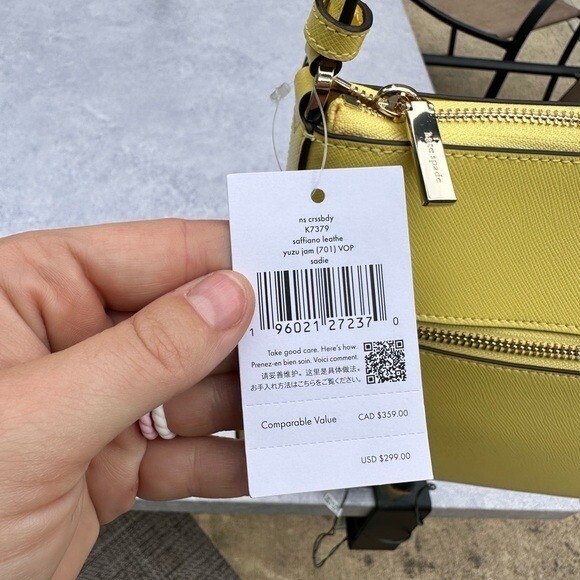 kate spade
ns crssbdy
K7379
saffiano leathe
yuzu jam (701) VOP
sadie
1 96021 27237 0
Take good care. Here's how.
Prenez-en bien soin. Voici comment.
请妥善维护。这里是具体做法。
お手入れ方法はこちらをご覧ください。
Comparable Value CAD $359.00
USD $299.00